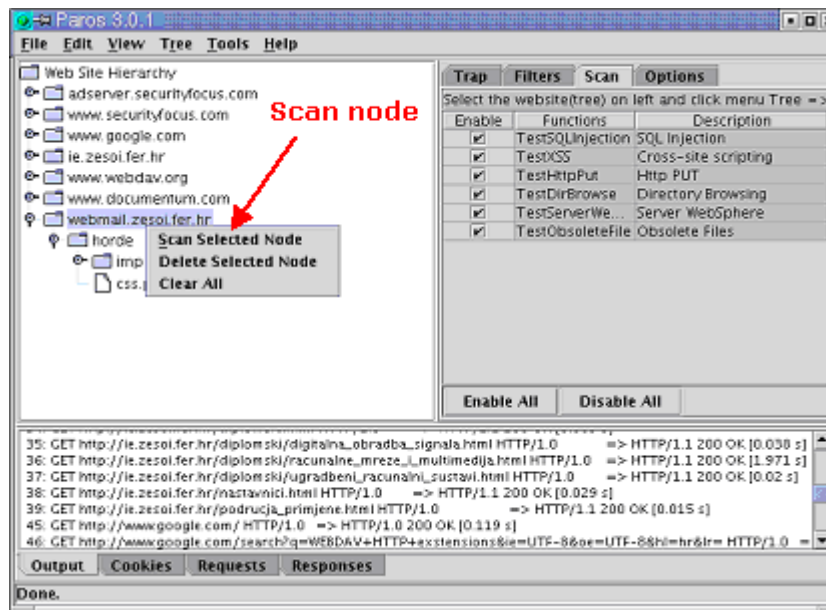 Paros 3.0.1
File Edit View Tree Tools Help
Web Site Hierarchy
adserver.securityfocus.com
www.securityfocus.com
www.google.com
ie.zesoi.fer.hr
www.webdav.org
www.documentum.com
webmail.zesoi.fer.hr
horde
imp
css.
Scan node
Scan Selected Node
Delete Selected Node
Clear All
Trap Filters Scan Options
Select the website(tree) on left and click menu Tree =>
Enable Functions Description
TestSQLInjection SQL Injection
TestXSS Cross-site scripting
TestHttpPut Http PUT
TestDirBrowse Directory Browsing
TestServerWe... Server WebSphere
TestObsoleteFile Obsolete Files
Enable All Disable All
35: GET http://ie.zesoi.fer.hr/diplomski/digitalna_obradba_signala.html HTTP/1.0 => HTTP/1.1 200 OK [0.038 s]
36: GET http://ie.zesoi.fer.hr/diplomski/racunalne_mreze_i_multimedija.html HTTP/1.0 => HTTP/1.1 200 OK [1.971 s]
37: GET http://ie.zesoi.fer.hr/diplomski/ugradbeni_racunalni_sustavi.html HTTP/1.0 => HTTP/1.1 200 OK [0.02 s]
38: GET http://ie.zesoi.fer.hr/nastavnici.html HTTP/1.0 => HTTP/1.1 200 OK [0.029 s]
39: GET http://ie.zesoi.fer.hr/podrucja_primjene.html HTTP/1.0 => HTTP/1.1 200 OK [0.015 s]
45: GET http://www.google.com/ HTTP/1.0 => HTTP/1.0 200 OK [0.119 s]
46: GET http://www.google.com/search?q=WEBDAV+HTTP+exstensions&ie=UTF-8&oe=UTF-8&hl=hr&lr= HTTP/1.0 =
Output Cookies Requests Responses
Done.